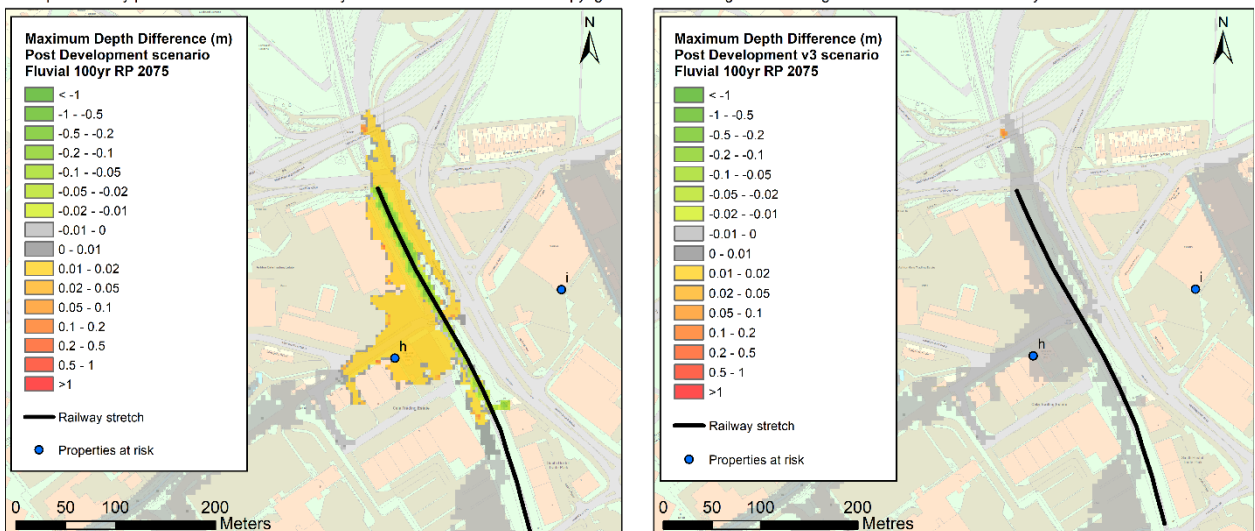 N
Maximum Depth Difference (m)
Post Development scenario
Fluvial 100yr RP 2075
< -1
-1 - -0.5
-0.5 - -0.2
-0.2 - -0.1
-0.1 - -0.05
-0.05 - -0.02
-0.02 - -0.01
-0.01 - 0
0 - 0.01
0.01 - 0.02
0.02 - 0.05
0.05 - 0.1
0.1 - 0.2
0.2 - 0.5
0.5 - 1
>1
Railway stretch
Properties at risk
i
h
0 50 100 200
Meters
N
Maximum Depth Difference (m)
Post Development v3 scenario
Fluvial 100yr RP 2075
< -1
-1 - -0.5
-0.5 - -0.2
-0.2 - -0.1
-0.1 - -0.05
-0.05 - -0.02
-0.02 - -0.01
-0.01 - 0
0 - 0.01
0.01 - 0.02
0.02 - 0.05
0.05 - 0.1
0.1 - 0.2
0.2 - 0.5
0.5 - 1
>1
Railway stretch
Properties at risk
i
h
0 50 100 200
Metres